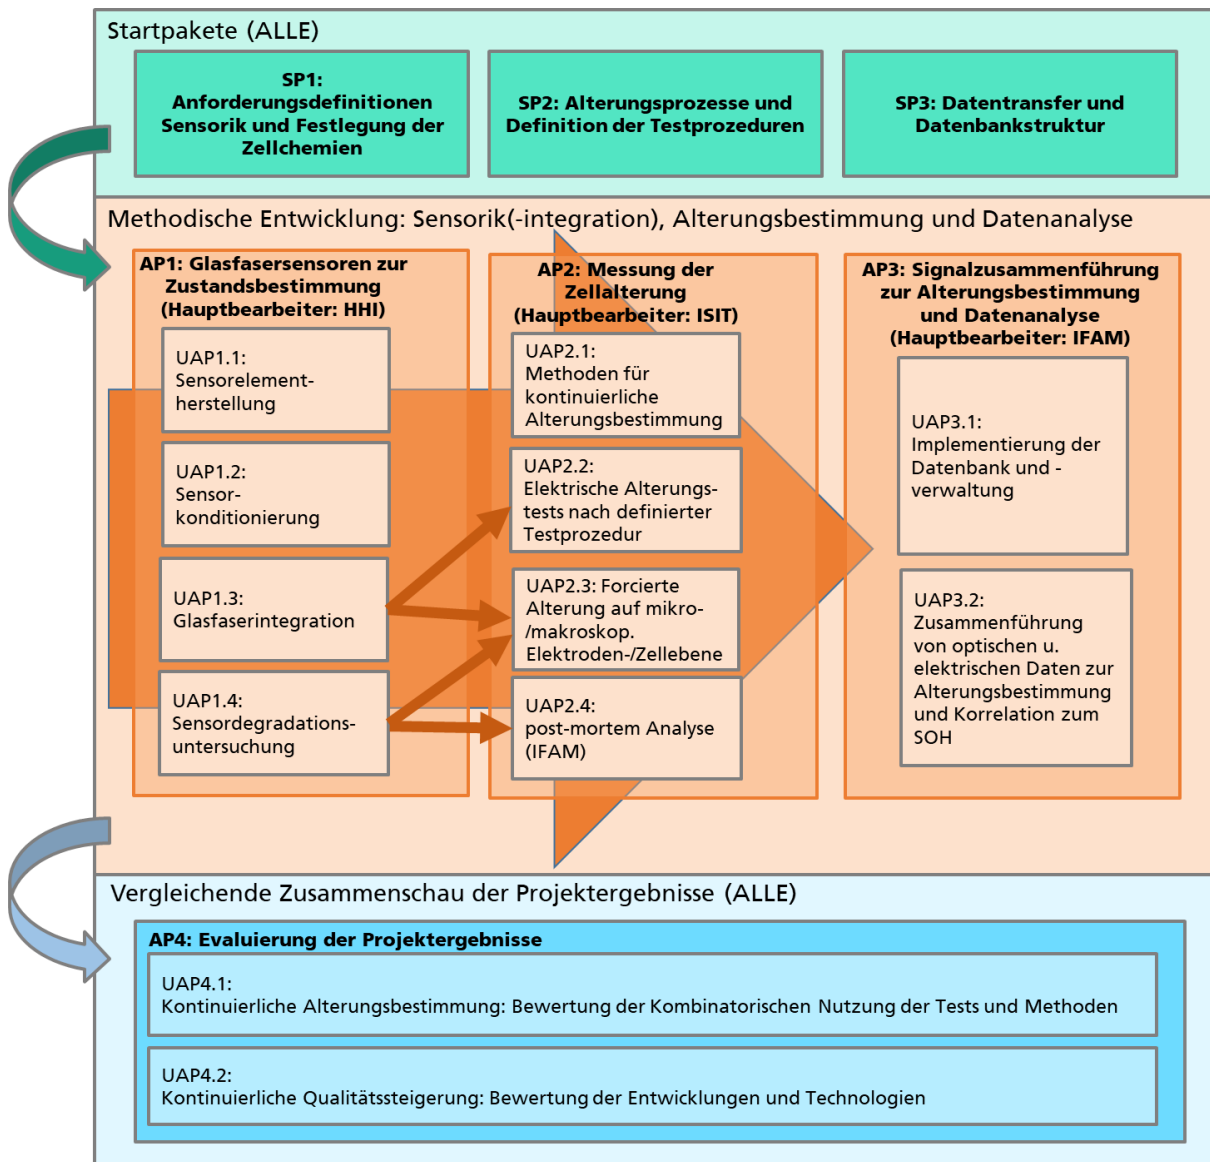 Startpakete (ALLE)
SP1:
Anforderungsdefinitionen
Sensorik und Festlegung der
Zellchemien
SP2: Alterungsprozesse und
Definition der Testprozeduren
SP3: Datentransfer und
Datenbankstruktur
Methodische Entwicklung: Sensorik(-integration), Alterungsbestimmung und Datenanalyse
AP1: Glasfasersensoren zur
Zustandsbestimmung
(Hauptbearbeiter: HHI)
UAP1.1:
Sensorelement-
herstellung
UAP1.2:
Sensor-
konditionierung
UAP1.3:
Glasfaserintegration
UAP1.4:
Sensordegradations-
untersuchung
AP2: Messung der
Zellalterung
(Hauptbearbeiter: ISIT)
UAP2.1:
Methoden für
kontinuierliche
Alterungsbestimmung
UAP2.2:
Elektrische Alterungs-
tests nach definierter
Testprozedur
UAP2.3: Forcierte
Alterung auf mikro-
/makroskop.
Elektroden-/Zellebene
UAP2.4:
post-mortem Analyse
(IFAM)
AP3: Signalzusammenführung
zur Alterungsbestimmung
und Datenanalyse
(Hauptbearbeiter: IFAM)
UAP3.1:
Implementierung der
Datenbank und -
verwaltung
UAP3.2:
Zusammenführung
von optischen u.
elektrischen Daten zur
Alterungsbestimmung
und Korrelation zum
SOH
Vergleichende Zusammenschau der Projektergebnisse (ALLE)
AP4: Evaluierung der Projektergebnisse
UAP4.1:
Kontinuierliche Alterungsbestimmung: Bewertung der Kombinatorischen Nutzung der Tests und Methoden
UAP4.2:
Kontinuierliche Qualitätssteigerung: Bewertung der Entwicklungen und Technologien